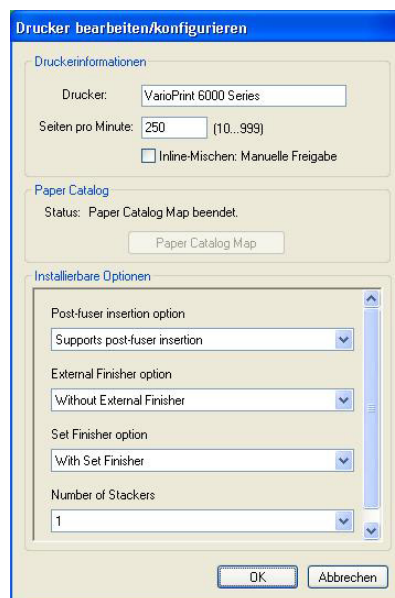 Drucker bearbeiten/konfigurieren
Druckerinformationen
Drucker: VarioPrint 6000 Series
Seiten pro Minute: 250 (10...999)
Inline-Mischen: Manuelle Freigabe
Paper Catalog
Status: Paper Catalog Map beendet.
Paper Catalog Map
Installierbare Optionen
Post-fuser insertion option
Supports post-fuser insertion
External Finisher option
Without External Finisher
Set Finisher option
With Set Finisher
Number of Stackers
1
OK Abbrechen